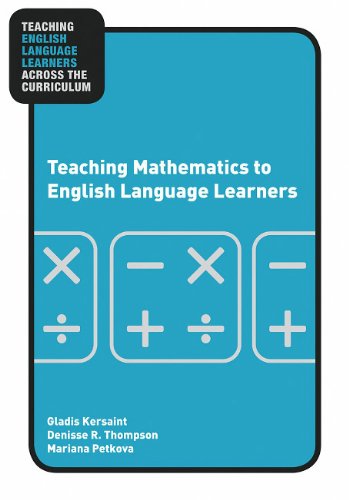 TEACHING
ENGLISH
LANGUAGE
LEARNERS
ACROSS THE
CURRICULUM
Teaching Mathematics to
English Language Learners
× − × −
÷ + ÷ +
Gladis Kersaint
Denisse R. Thompson
Mariana Petkova